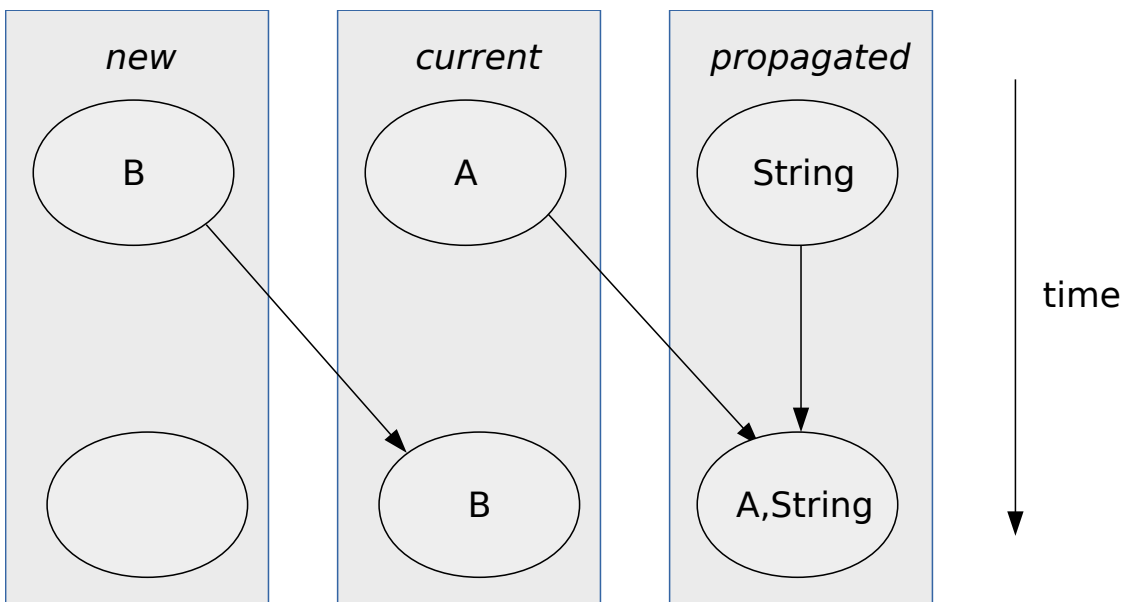 new
current
propagated
B
A
String
time
B
A,String